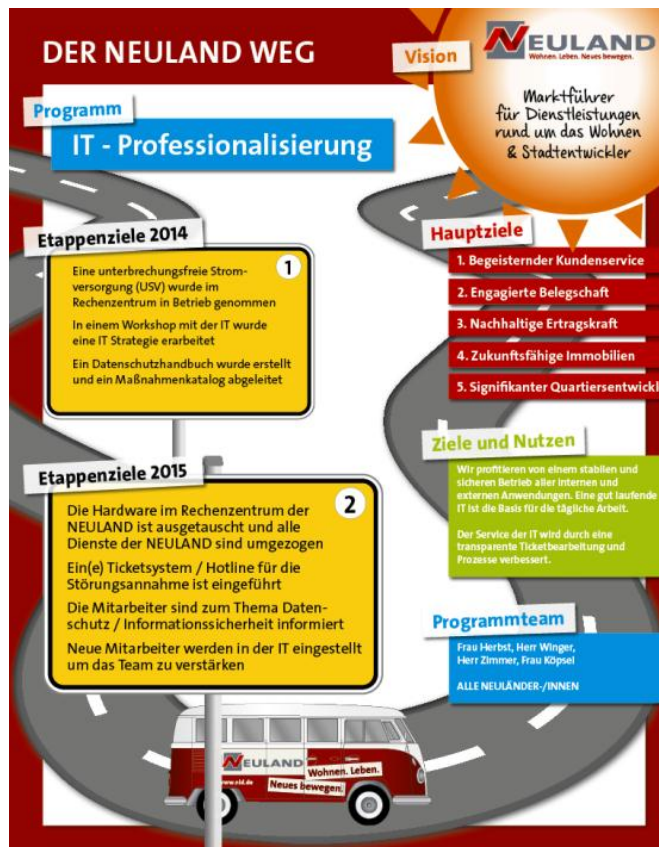 DER NEULAND WEG
Vision
NEULAND
Wohnen. Leben. Neues bewegen.
Marktführer
für Dienstleistungen
rund um das Wohnen
& Stadtentwickler
Programm
IT - Professionalisierung
Etappenziele 2014
1
Eine unterbrechungsfreie Strom-
versorgung (USV) wurde im
Rechenzentrum in Betrieb genommen
In einem Workshop mit der IT wurde
eine IT Strategie erarbeitet
Ein Datenschutzhandbuch wurde erstellt
und ein Maßnahmenkatalog abgeleitet
Hauptziele
1. Begeisternder Kundenservice
2. Engagierte Belegschaft
3. Nachhaltige Ertragskraft
4. Zukunftsfähige Immobilien
5. Signifikanter Quartiersentwickl
Ziele und Nutzen
Wir profitieren von einem stabilen und
sicheren Betrieb aller internen und
externen Anwendungen. Eine gut laufende
IT ist die Basis für die tägliche Arbeit.
Der Service der IT wird durch eine
transparente Ticketbearbeitung und
Prozesse verbessert.
Etappenziele 2015
2
Die Hardware im Rechenzentrum der
NEULAND ist ausgetauscht und alle
Dienste der NEULAND sind umgezogen
Ein(e) Ticketsystem / Hotline für die
Störungsannahme ist eingeführt
Die Mitarbeiter sind zum Thema Daten-
schutz / Informationssicherheit informiert
Neue Mitarbeiter werden in der IT eingestellt
um das Team zu verstärken
Programmteam
Frau Herbst, Herr Winger,
Herr Zimmer, Frau Köpsel
ALLE NEULÄNDER-/INNEN
NEULAND
www.nld.de
Wohnen. Leben.
Neues bewegen.